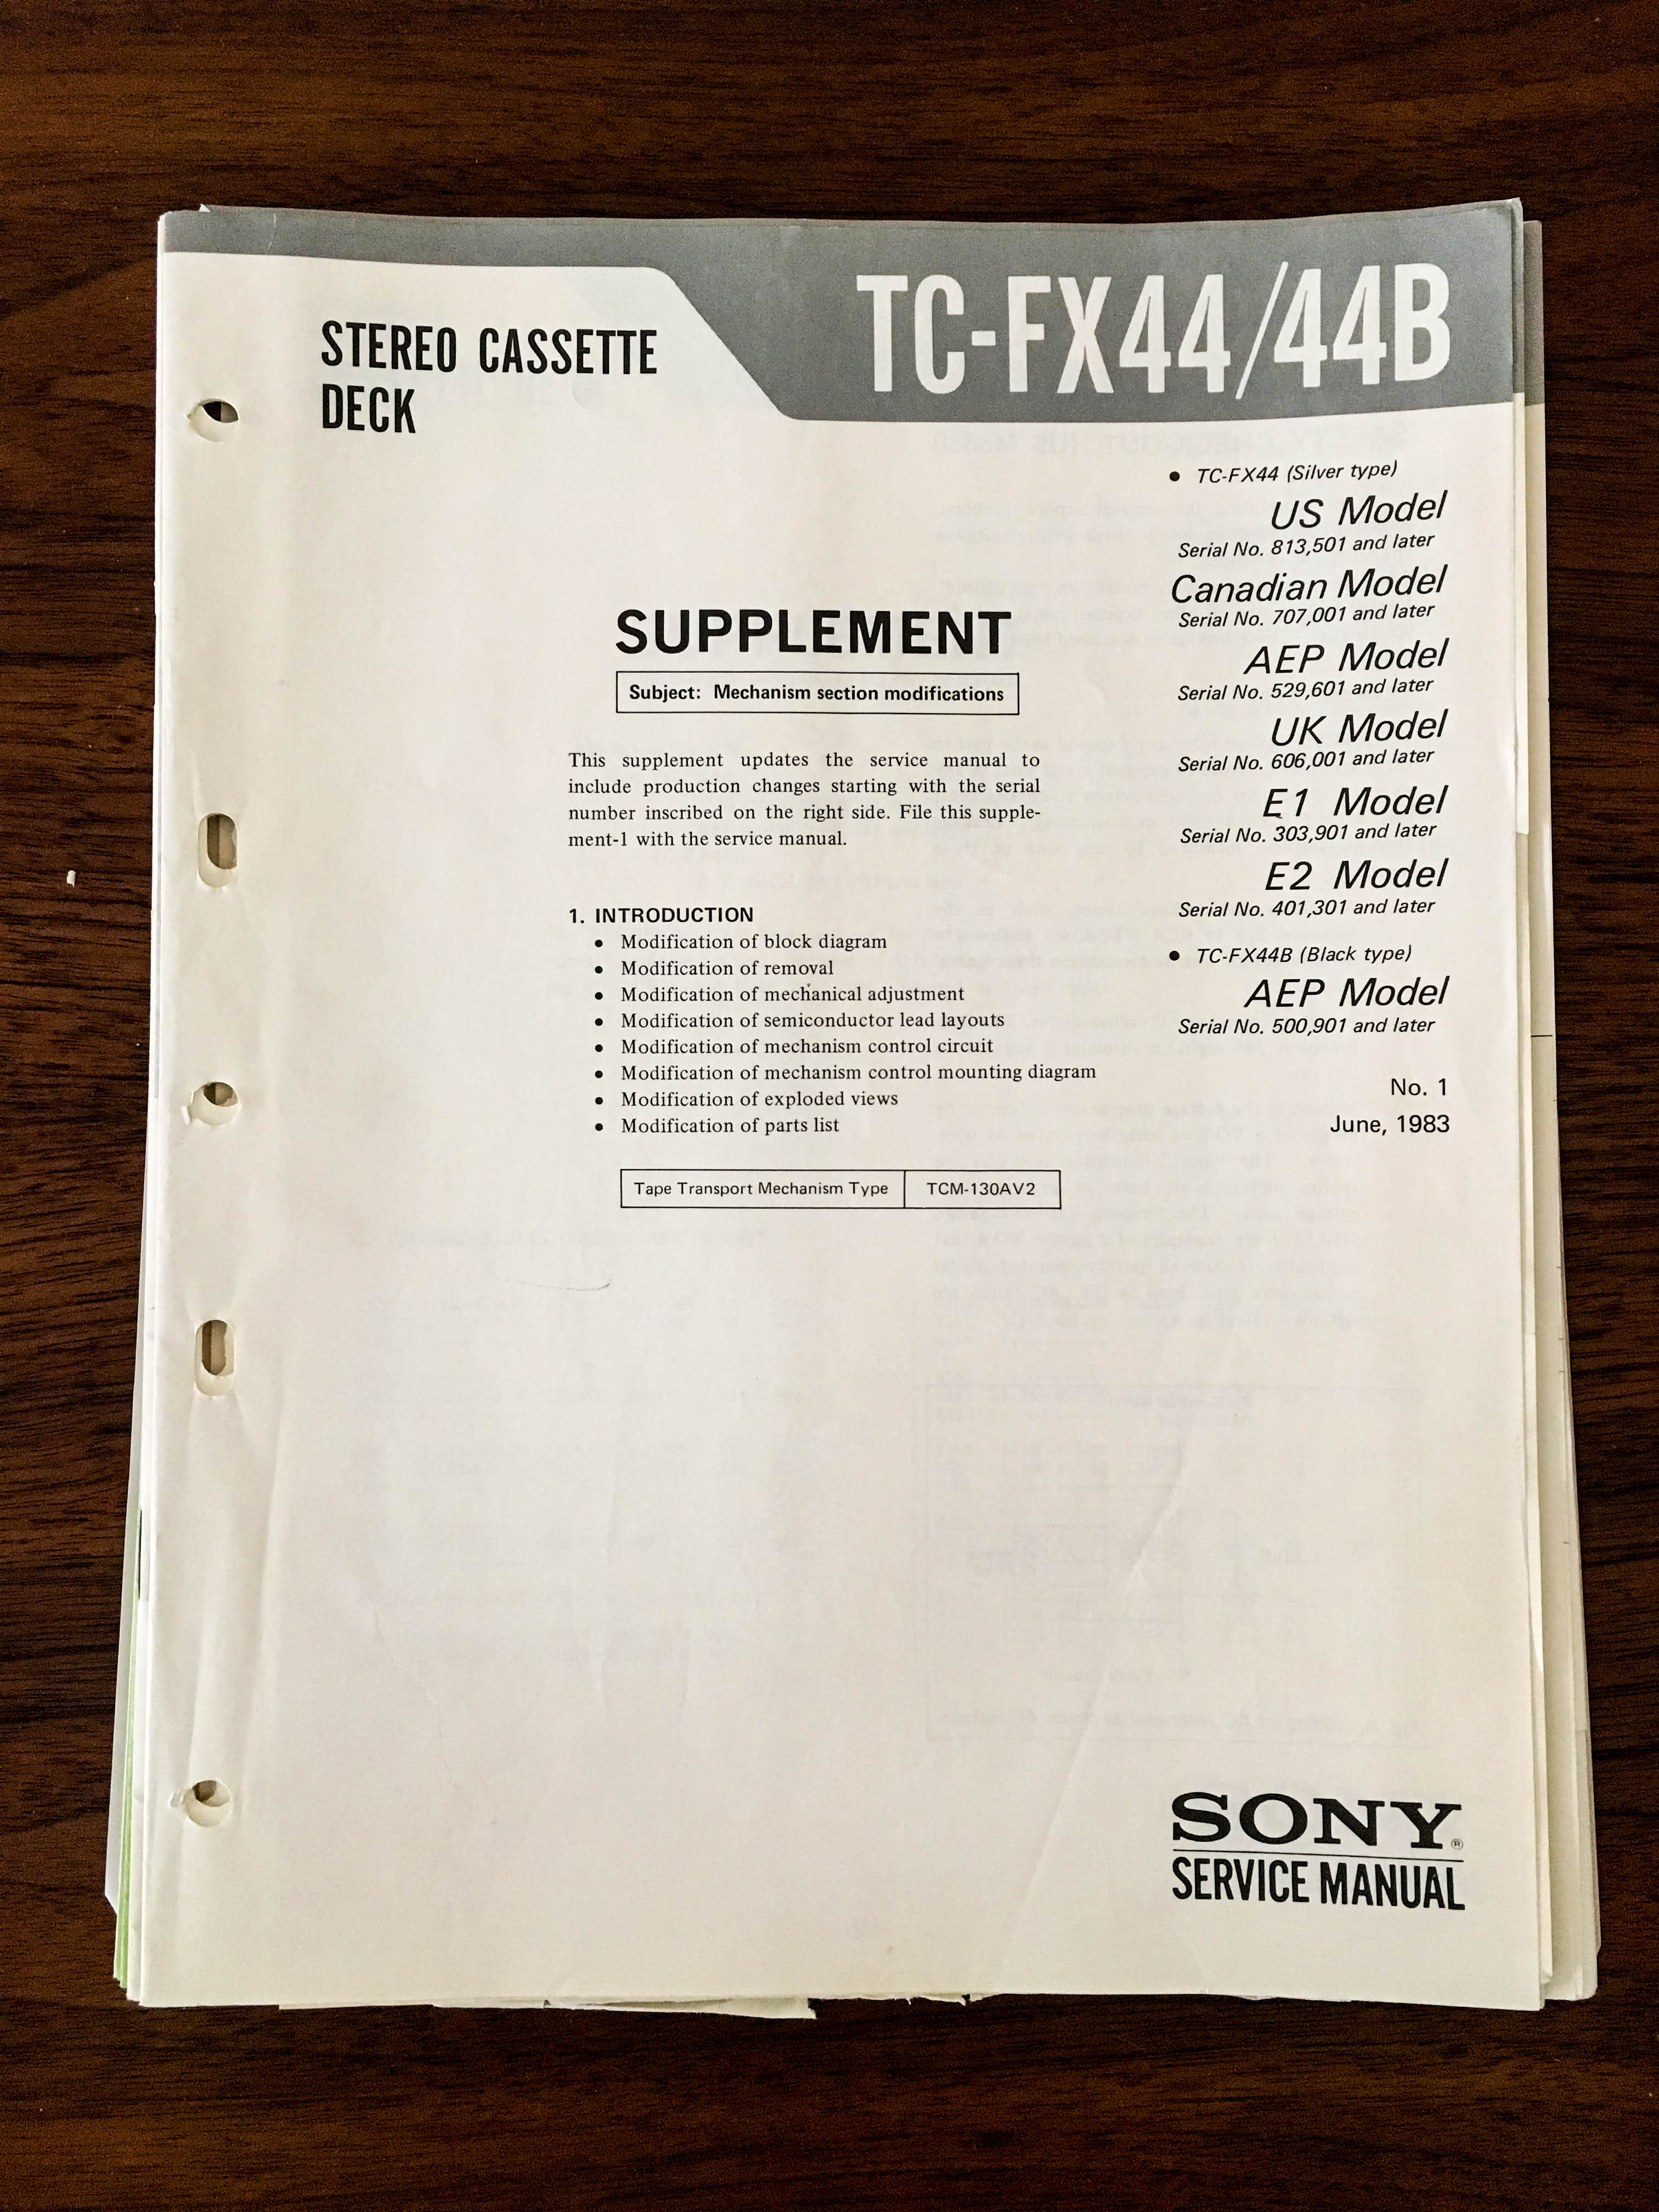 STEREO CASSETTE
DECK
TC-FX44/44B
• TC-FX44 (Silver type)
US Model
Serial No. 813,501 and later
Canadian Model
Serial No. 707,001 and later
AEP Model
Serial No. 529,601 and later
UK Model
Serial No. 606,001 and later
E1 Model
Serial No. 303,901 and later
E2 Model
Serial No. 401,301 and later
• TC-FX44B (Black type)
AEP Model
Serial No. 500,901 and later
No. 1
June, 1983
SUPPLEMENT
Subject: Mechanism section modifications
This supplement updates the service manual to
include production changes starting with the serial
number inscribed on the right side. File this supple-
ment-1 with the service manual.
1. INTRODUCTION
• Modification of block diagram
• Modification of removal
• Modification of mechanical adjustment
• Modification of semiconductor lead layouts
• Modification of mechanism control circuit
• Modification of mechanism control mounting diagram
• Modification of exploded views
• Modification of parts list
Tape Transport Mechanism Type TCM-130AV2
SONY®
SERVICE MANUAL